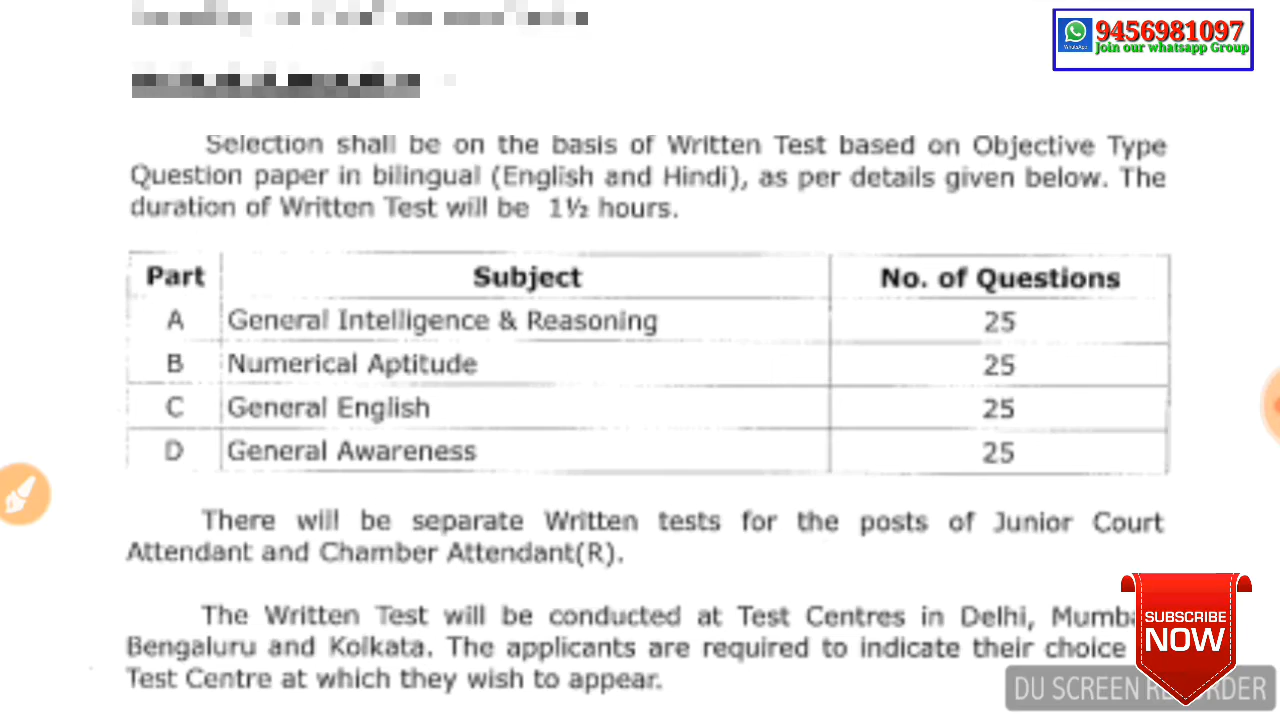 9456981097
WhatsApp
Join our whatsapp Group
Selection shall be on the basis of Written Test based on Objective Type
Question paper in bilingual (English and Hindi), as per details given below. The
duration of Written Test will be 1½ hours.
Part Subject No. of Questions
A General Intelligence & Reasoning 25
B Numerical Aptitude 25
C General English 25
D General Awareness 25
There will be separate Written tests for the posts of Junior Court
Attendant and Chamber Attendant(R).
The Written Test will be conducted at Test Centres in Delhi,
Bengaluru and Kolkata. The applicants are required to indicate their choice
Test Centre at which they wish to appear.
SUBSCRIBE
NOW
DU SCREEN RECORDER